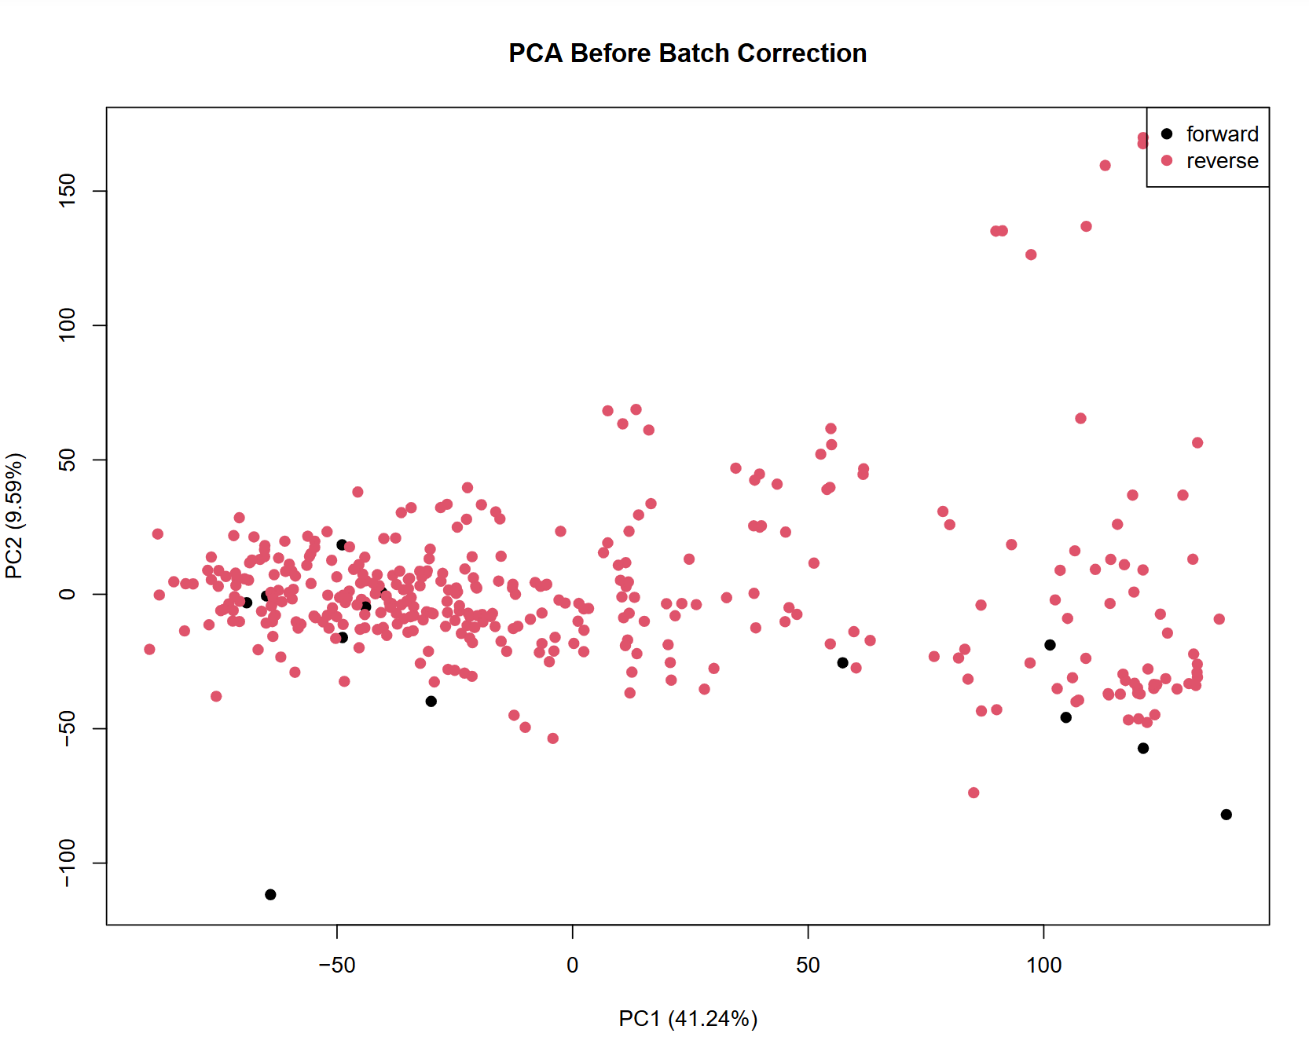 PCA Before Batch Correction
forward
reverse
PC2 (9.59%)
150
100
50
0
−50
−100
−50
0
50
100
PC1 (41.24%)